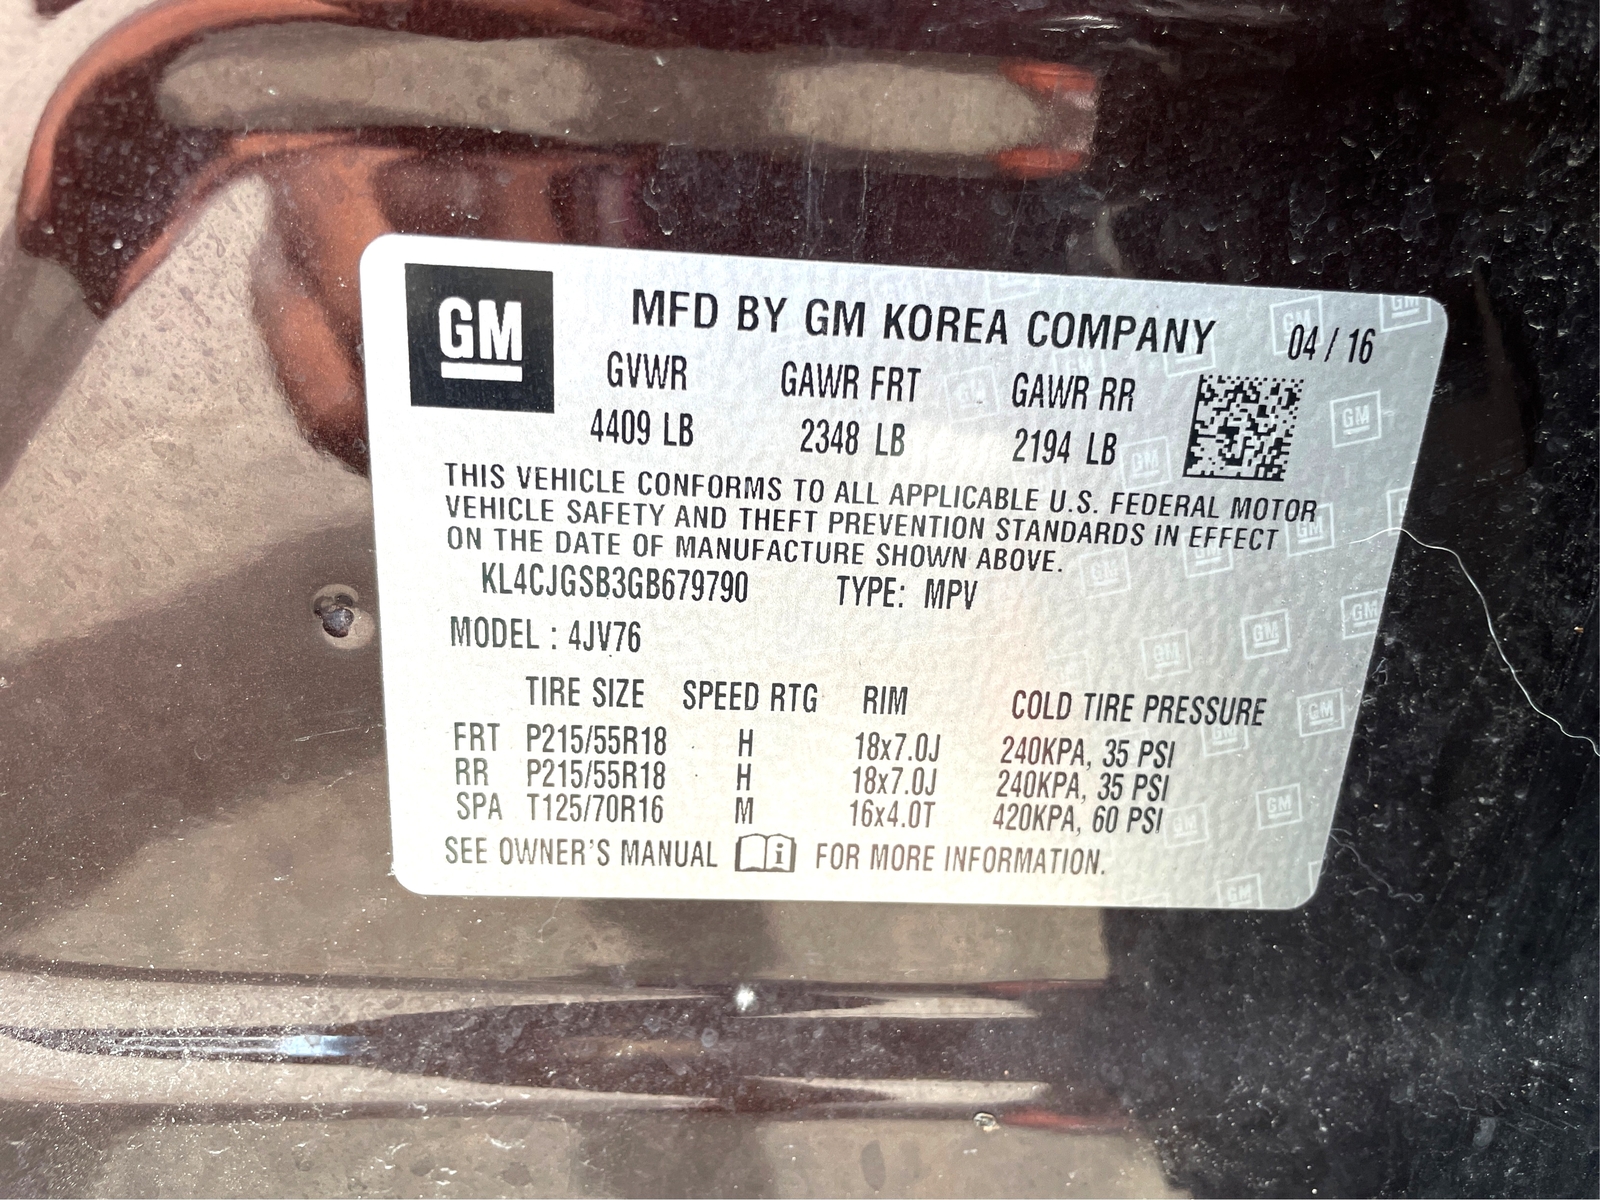 GM
MFD BY GM KOREA COMPANY 04 / 16
GVWR GAWR FRT GAWR RR
4409 LB 2348 LB 2194 LB
THIS VEHICLE CONFORMS TO ALL APPLICABLE U.S. FEDERAL MOTOR
VEHICLE SAFETY AND THEFT PREVENTION STANDARDS IN EFFECT
ON THE DATE OF MANUFACTURE SHOWN ABOVE.
KL4CJGSB3GB679790 TYPE: MPV
MODEL : 4JV76
TIRE SIZE SPEED RTG RIM COLD TIRE PRESSURE
FRT P215/55R18 H 18x7.0J 240KPA, 35 PSI
RR P215/55R18 H 18x7.0J 240KPA, 35 PSI
SPA T125/70R16 M 16x4.0T 420KPA, 60 PSI
SEE OWNER'S MANUAL i FOR MORE INFORMATION.